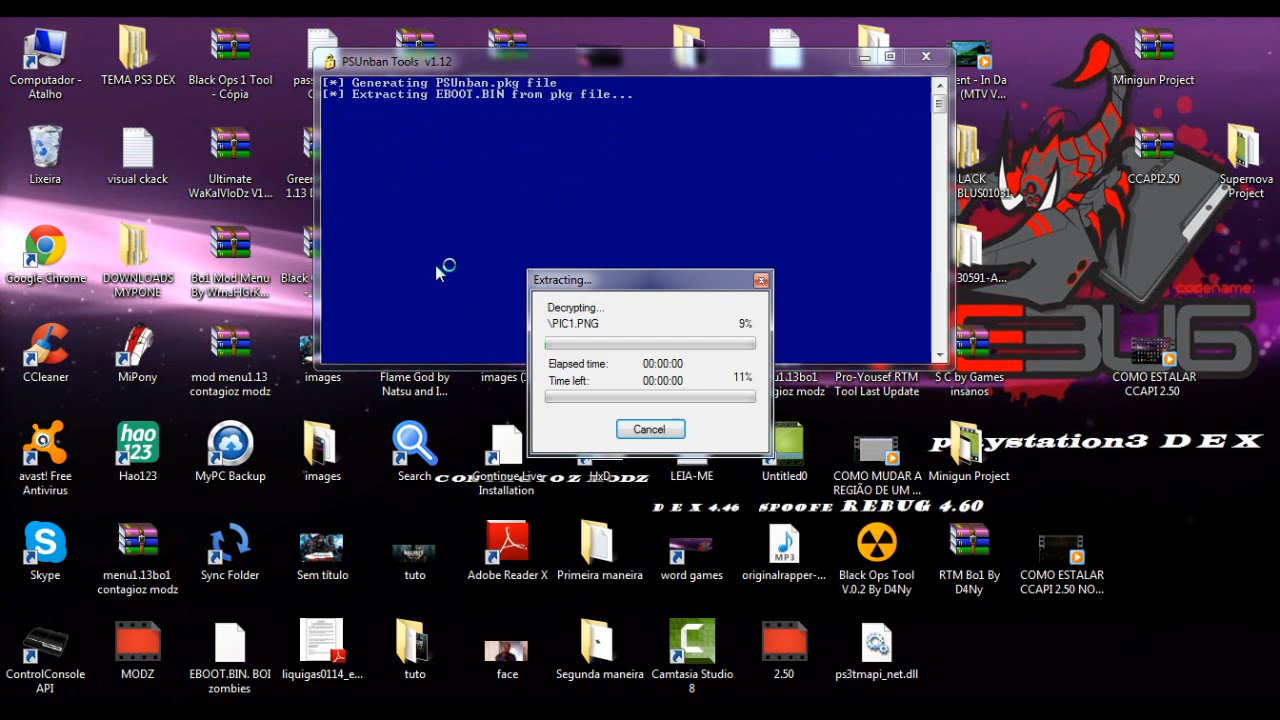 PSUnban Tools v1.12
[*] Generating PSUnban.pkg file
[*] Extracting EBOOT.BIN from pkg file...
Extracting...
Decrypting...
\PIC1.PNG 9%
Elapsed time: 00:00:00
Time left: 00:00:00
11%
Cancel
Computador -
Atalho
TEMA PS3 DEX
Black Ops 1 Tool
- Cópia
Minigun Project
Lixeira
visual ckack
Ultimate
WaKaIVIoDz V1...
CCAPI2.50
Supernova
Project
Google Chrome
DOWNLOADS
MYPONE
Bo1 Mod Menu
By WrnaHGrK...
codename:
CCleaner
MiPony
mod menu1.13
contagioz modz
images
Flame God by
Natsu and I...
Pro-Yousef RTM
Tool Last Update
S C by Games
insanos
COMO ESTALAR
CCAPI 2.50
playstation3 DEX
avast! Free
Antivirus
hao
123
Hao123
MyPC Backup
images
Search
Continue Live
Installation
HxD
LEIA-ME
Untitled0
COMO MUDAR A
REGIÃO DE UM ...
Minigun Project
DEX 4.46 SPOOFE REBUG 4.60
Skype
menu1.13bo1
contagioz modz
Sync Folder
Sem título
tuto
Adobe Reader X
Primeira maneira
word games
MP3
originalrapper-...
Black Ops Tool
V.0.2 By D4Ny
RTM Bo1 By
D4Ny
COMO ESTALAR
CCAPI 2.50 NO...
ControlConsole
API
MODZ
EBOOT.BIN. BOI
zombies
liquigas0114_e...
tuto
face
Segunda maneira
Camtasia Studio
8
2.50
ps3tmapi_net.dll